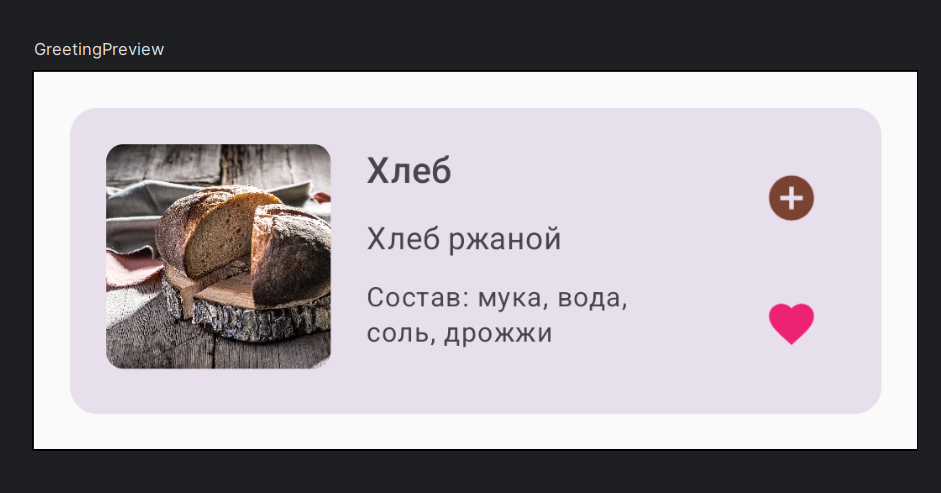 GreetingPreview
Хлеб
Хлеб ржаной
Состав: мука, вода,
соль, дрожжи